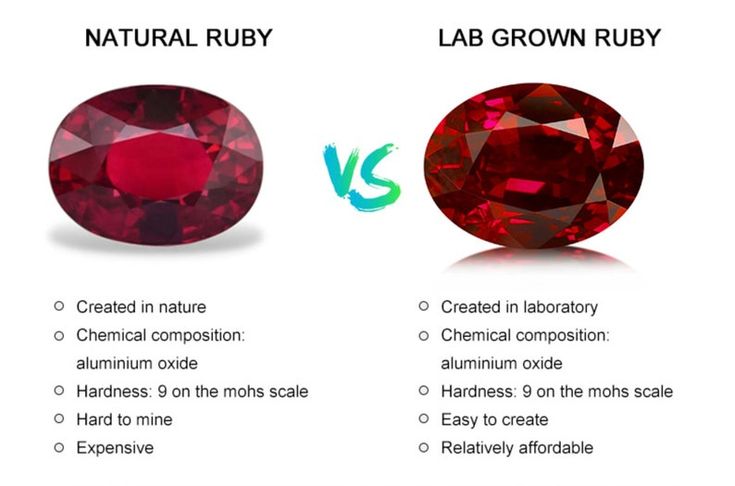 NATURAL RUBY
LAB GROWN RUBY
VS
Created in nature
Chemical composition:
aluminium oxide
Hardness: 9 on the mohs scale
Hard to mine
Expensive
Created in laboratory
Chemical composition:
aluminium oxide
Hardness: 9 on the mohs scale
Easy to create
Relatively affordable